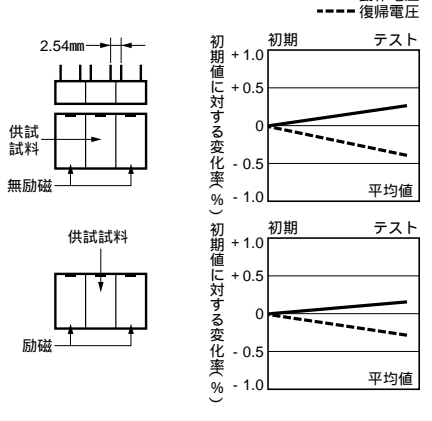 復帰電圧
2.54㎜
供試
試料
無励磁
初期値に対する変化率(%)
初期 テスト
+ 1.0
+ 0.5
0
- 0.5
- 1.0
平均値
供試試料
励磁
初期値に対する変化率(%)
初期 テスト
+ 1.0
+ 0.5
0
- 0.5
- 1.0
平均値